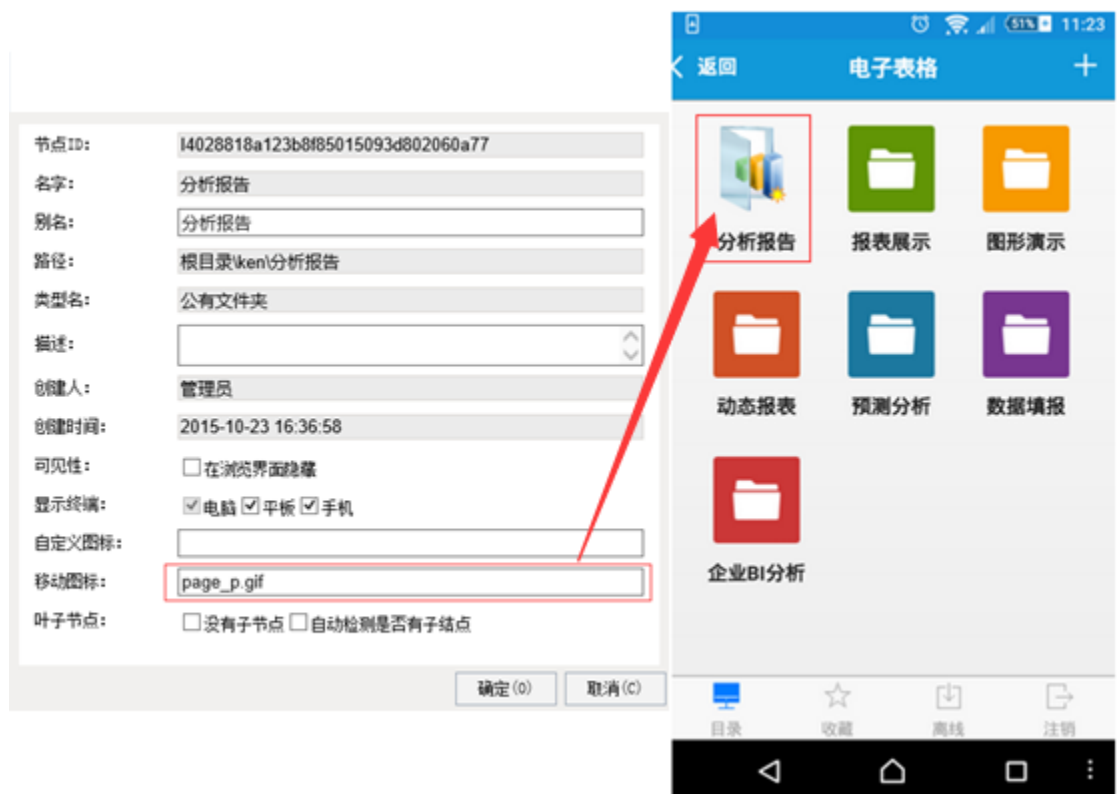 节点ID: I4028818a123b8f85015093d802060a77
名字: 分析报告
别名: 分析报告
路径: 根目录\ken\分析报告
类型名: 公有文件夹
描述:
创建人: 管理员
创建时间: 2015-10-23 16:36:58
可见性: 在浏览界面隐藏
显示终端: 电脑 平板 手机
自定义图标:
移动图标: page_p.gif
叶子节点: 没有子节点 自动检测是否有子结点
确定(O) 取消(C)
51% 11:23
返回 电子表格
分析报告 报表展示 图形演示
动态报表 预测分析 数据填报
企业BI分析
目录 收藏 离线 注销